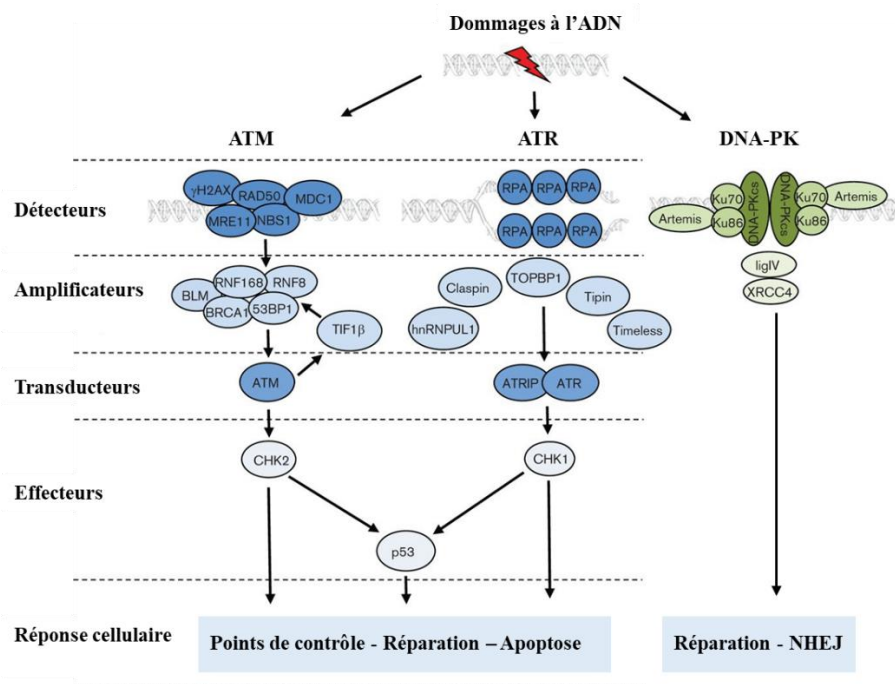 Dommages à l'ADN
ATM
ATR
DNA-PK
Détecteurs
γH2AX
RAD50
MDC1
MRE11
NBS1
RPA RPA RPA
RPA RPA RPA
Ku70
Ku86
Artemis
DNA-PKcs
DNA-PKcs
Ku70
Ku86
Artemis
Amplificateurs
RNF168
RNF8
BLM
BRCA1
53BP1
TIF1β
Claspin
TOPBP1
Tipin
hnRNPUL1
Timeless
ligIV
XRCC4
Transducteurs
ATM
ATRIP
ATR
Effecteurs
CHK2
CHK1
p53
Réponse cellulaire
Points de contrôle - Réparation – Apoptose
Réparation - NHEJ